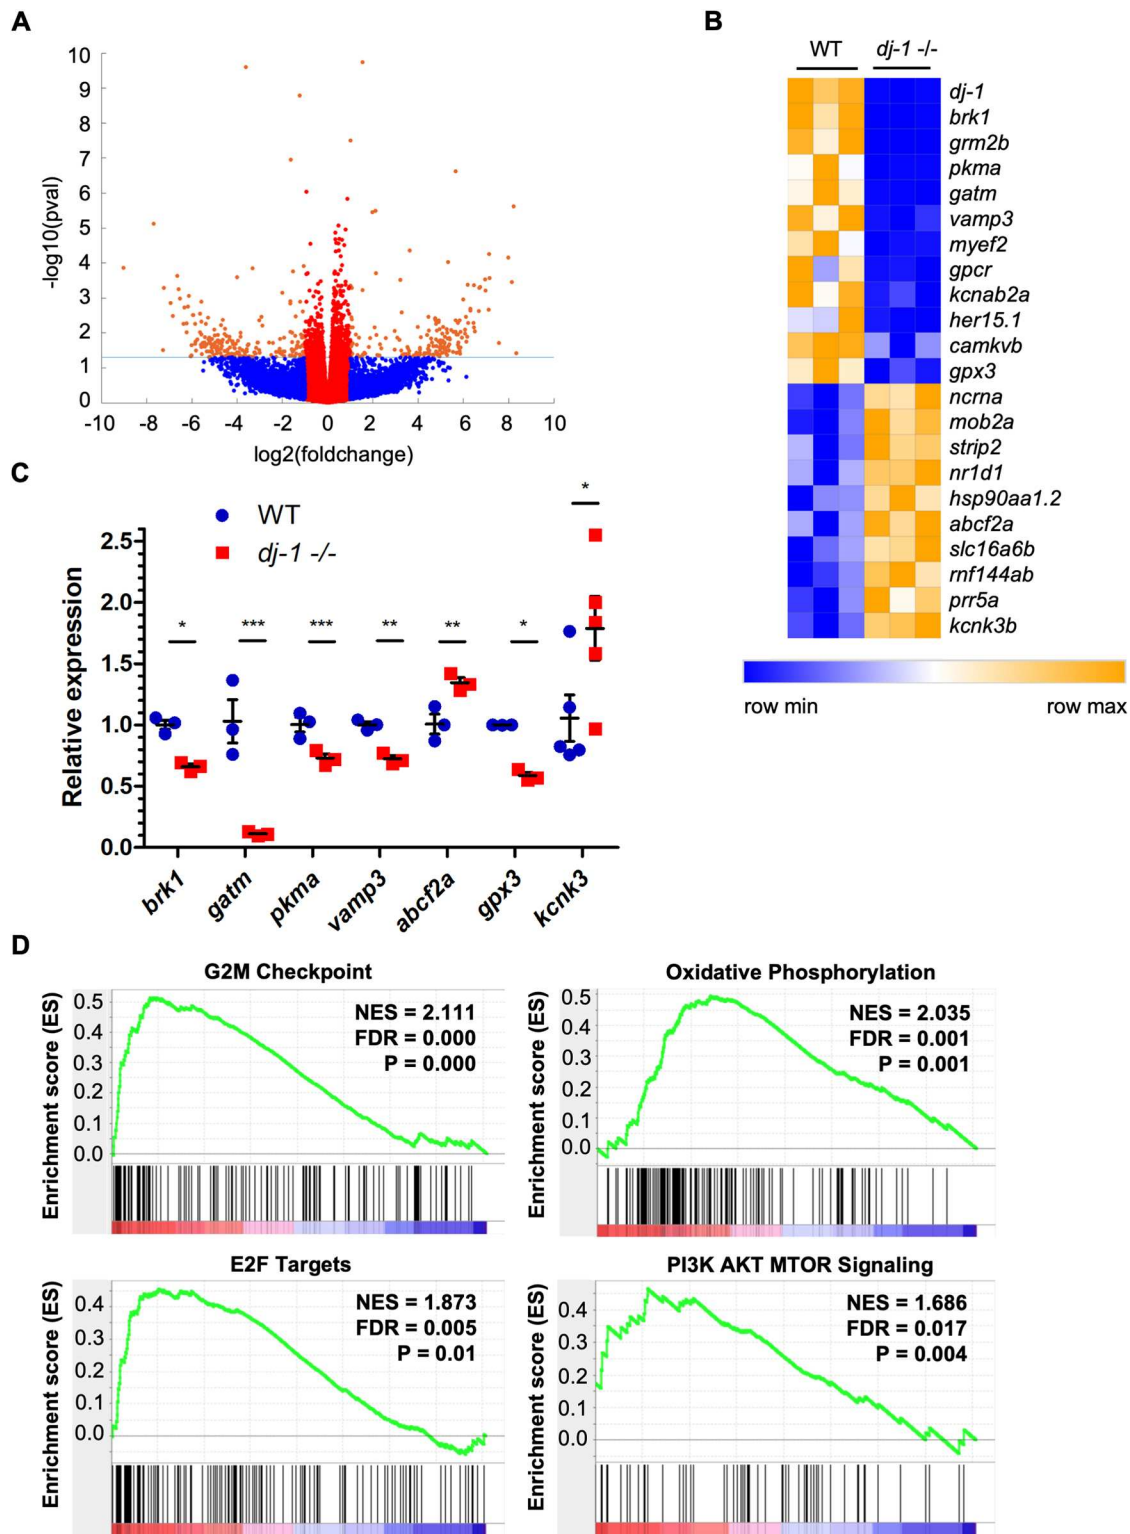 A
10
9
8
7
6
5
4
3
2
1
0
-10
-8
-6
-4
-2
0
2
4
6
8
10
-log10(pval)
log2(foldchange)
B
WT
dj-1 -/-
dj-1
brk1
grm2b
pkma
gatm
vamp3
myef2
gpcr
kcnab2a
her15.1
camkvb
gpx3
ncrna
mob2a
strip2
nr1d1
hsp90aa1.2
abcf2a
slc16a6b
rnf144ab
prr5a
kcnk3b
row min
row max
C
WT
dj-1 -/-
Relative expression
2.5
2.0
1.5
1.0
0.5
0.0
*
***
***
**
**
*
*
brk1
gatm
pkma
vamp3
abcf2a
gpx3
kcnk3
D
G2M Checkpoint
Enrichment score (ES)
0.5
0.4
0.3
0.2
0.1
0.0
NES = 2.111
FDR = 0.000
P = 0.000
Oxidative Phosphorylation
Enrichment score (ES)
0.5
0.4
0.3
0.2
0.1
0.0
NES = 2.035
FDR = 0.001
P = 0.001
E2F Targets
Enrichment score (ES)
0.4
0.3
0.2
0.1
0.0
NES = 1.873
FDR = 0.005
P = 0.01
PI3K AKT MTOR Signaling
Enrichment score (ES)
0.4
0.3
0.2
0.1
0.0
NES = 1.686
FDR = 0.017
P = 0.004